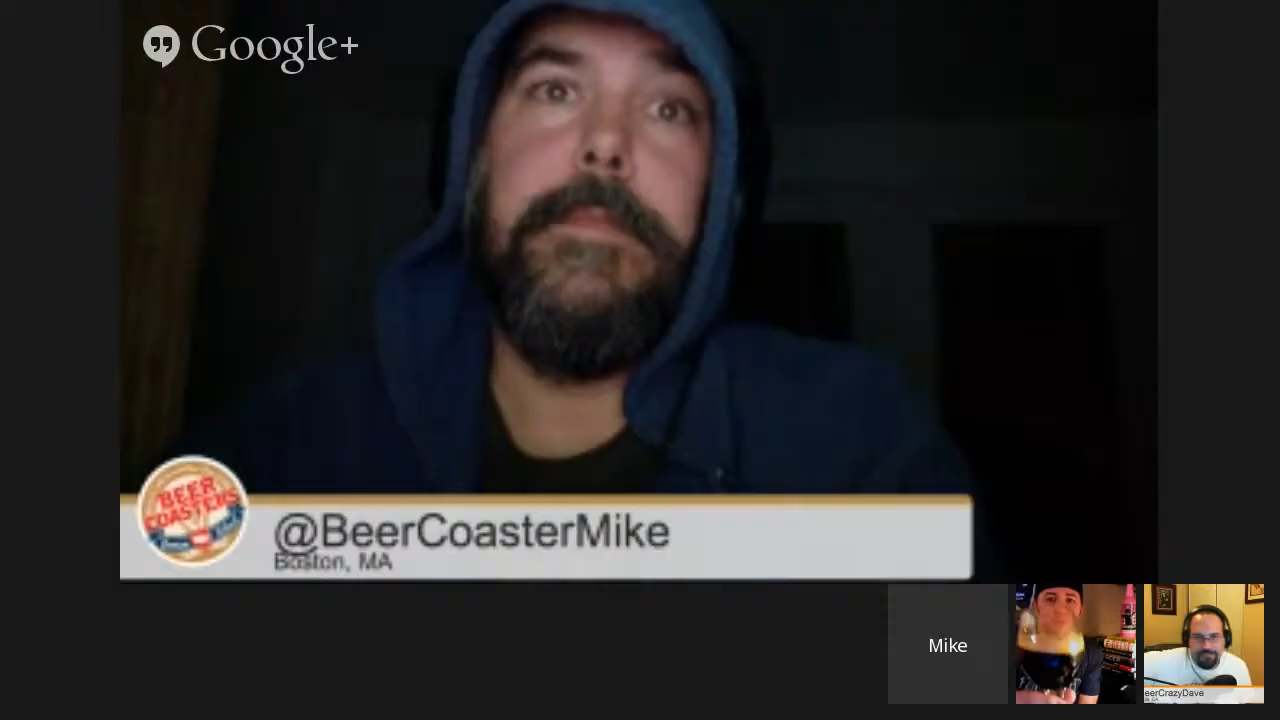 Google+
BEER
COASTERS
@BeerCoasterMike
Boston, MA
Mike
eerCrazyDave